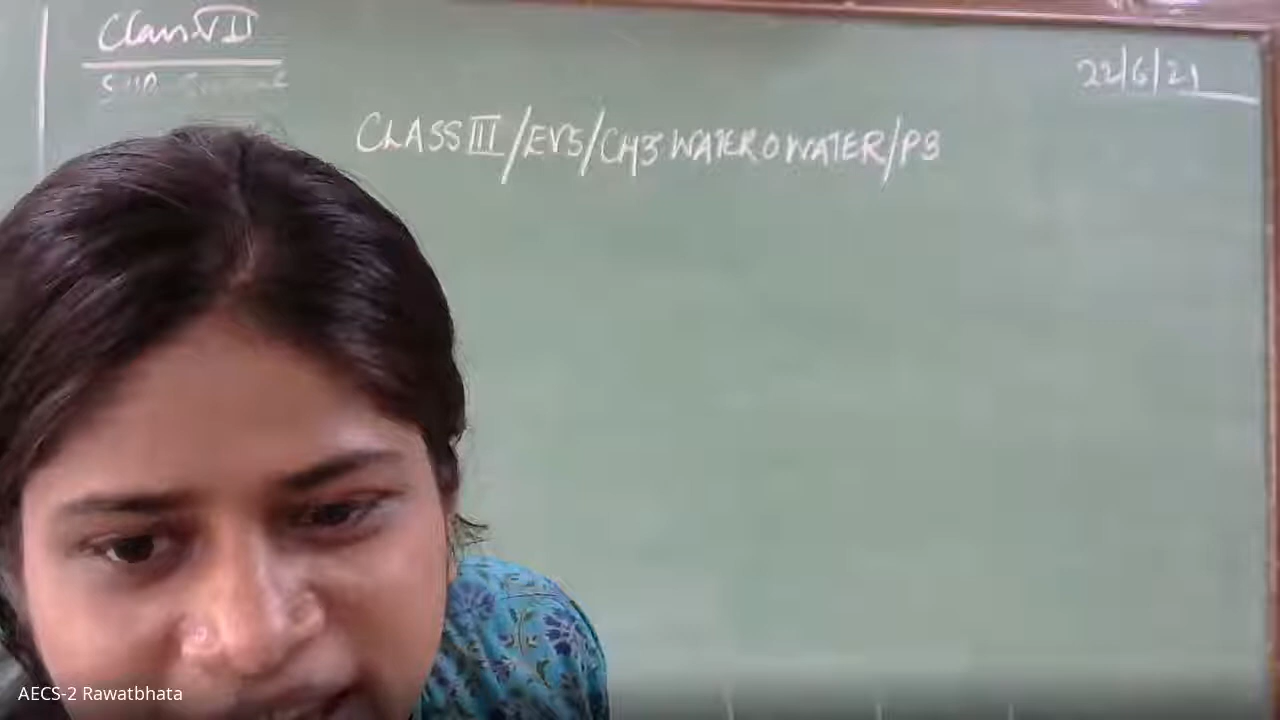 Class VII
22/6/21
CLASS III/EVS/CH3 WATER O WATER/P3
AECS-2 Rawatbhata